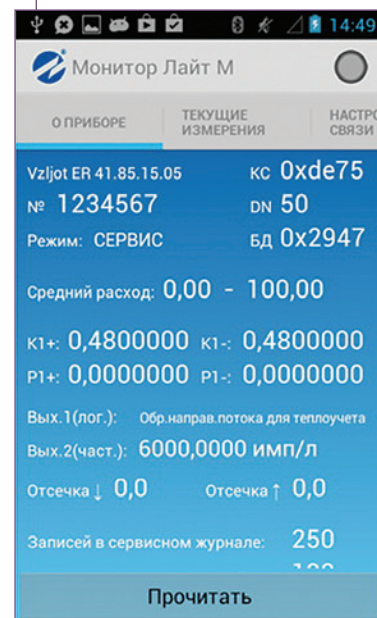 14:49
Монитор Лайт М
О ПРИБОРЕ
ТЕКУЩИЕ ИЗМЕРЕНИЯ
НАСТРО
СВЯЗИ
Vzljot ER 41.85.15.05 КС 0xde75
№ 1234567 DN 50
Режим: СЕРВИС БД 0x2947
Средний расход: 0,00 - 100,00
К1+: 0,4800000 К1-: 0,4800000
Р1+: 0,0000000 Р1-: 0,0000000
Вых.1(лог.): Обр.направ.потока для теплоучета
Вых.2(част.): 6000,0000 имп/л
Отсечка↓ 0,0 Отсечка↑ 0,0
Записей в сервисном журнале: 250
Прочитать